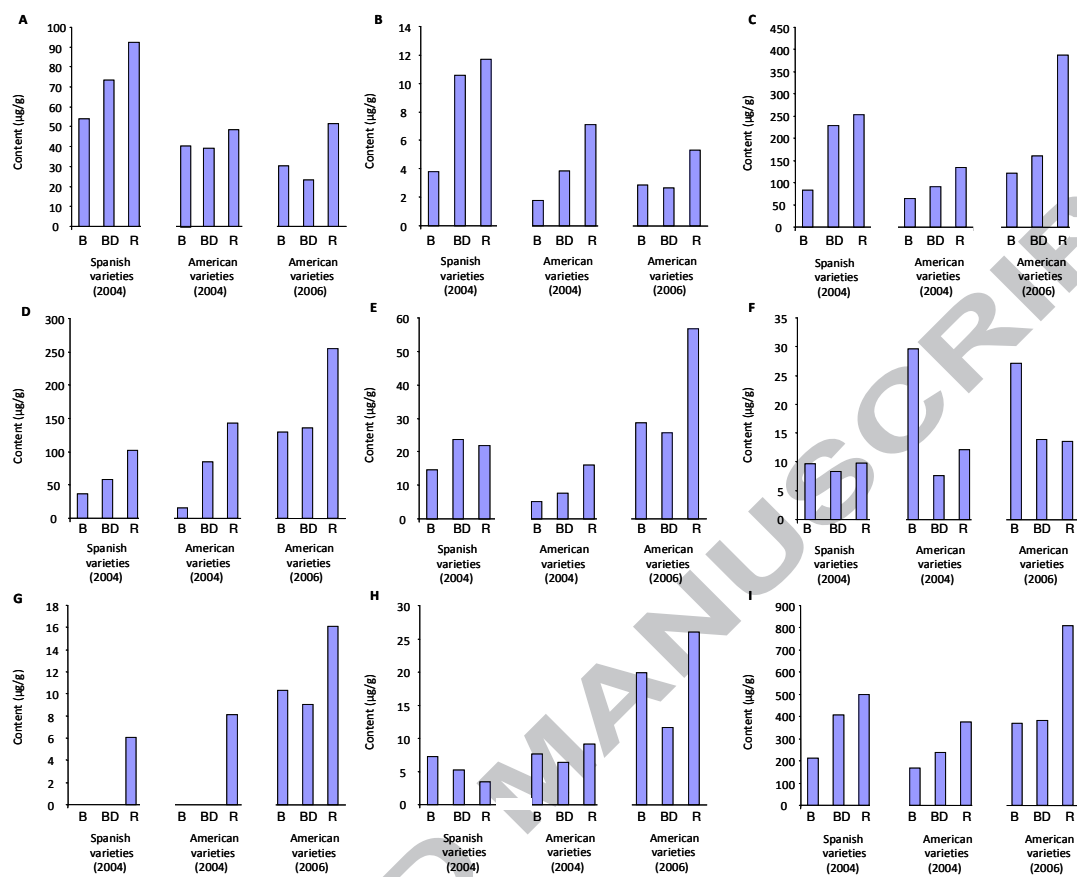 A
Content (µg/g)
100
90
80
70
60
50
40
30
20
10
0
B BD R B BD R B BD R
Spanish varieties (2004)
American varieties (2004)
American varieties (2006)
B
Content (µg/g)
14
12
10
8
6
4
2
0
B BD R B BD R B BD R
Spanish varieties (2004)
American varieties (2004)
American varieties (2006)
C
Content (µg/g)
450
400
350
300
250
200
150
100
50
0
B BD R B BD R B BD R
Spanish varieties (2004)
American varieties (2004)
American varieties (2006)
D
Content (µg/g)
300
250
200
150
100
50
0
B BD R B BD R B BD R
Spanish varieties (2004)
American varieties (2004)
American varieties (2006)
E
Content (µg/g)
60
50
40
30
20
10
0
B BD R B BD R B BD R
Spanish varieties (2004)
American varieties (2004)
American varieties (2006)
F
Content (µg/g)
35
30
25
20
15
10
5
0
B BD R B BD R B BD R
Spanish varieties (2004)
American varieties (2004)
American varieties (2006)
G
Content (µg/g)
18
16
14
12
10
8
6
4
2
0
B BD R B BD R B BD R
Spanish varieties (2004)
American varieties (2004)
American varieties (2006)
H
Content (µg/g)
30
25
20
15
10
5
0
B BD R B BD R B BD R
Spanish varieties (2004)
American varieties (2004)
American varieties (2006)
I
Content (µg/g)
900
800
700
600
500
400
300
200
100
0
B BD R B BD R B BD R
Spanish varieties (2004)
American varieties (2004)
American varieties (2006)
D MANUSCRIP